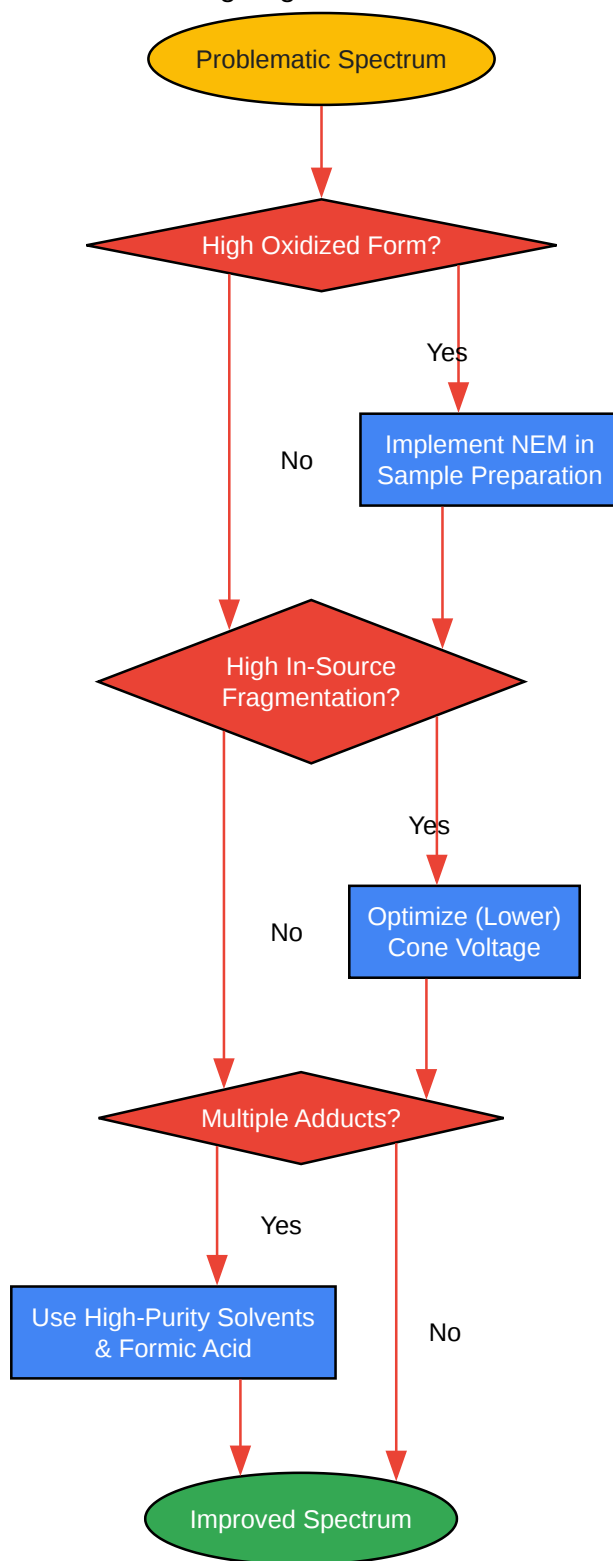 Problematic Spectrum
High Oxidized Form?
Yes
Implement NEM in
Sample Preparation
No
High In-Source
Fragmentation?
Yes
Optimize (Lower)
Cone Voltage
No
Multiple Adducts?
Yes
Use High-Purity Solvents
& Formic Acid
No
Improved Spectrum